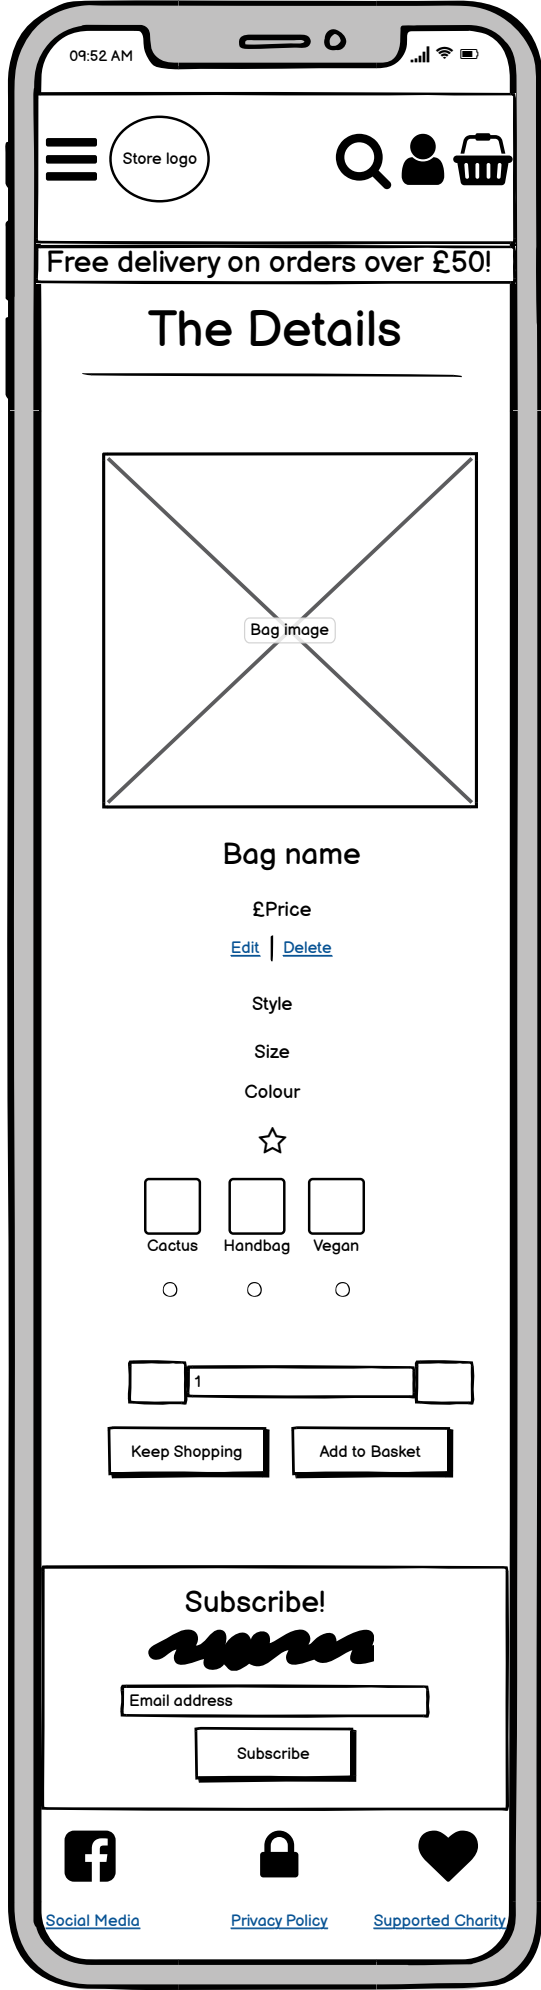 09:52 AM
Store logo
Free delivery on orders over £50!
The Details
Bag image
Bag name
£Price
Edit | Delete
Style
Size
Colour
Cactus Handbag Vegan
1
Keep Shopping Add to Basket
Subscribe!
Email address
Subscribe
Social Media Privacy Policy Supported Charity